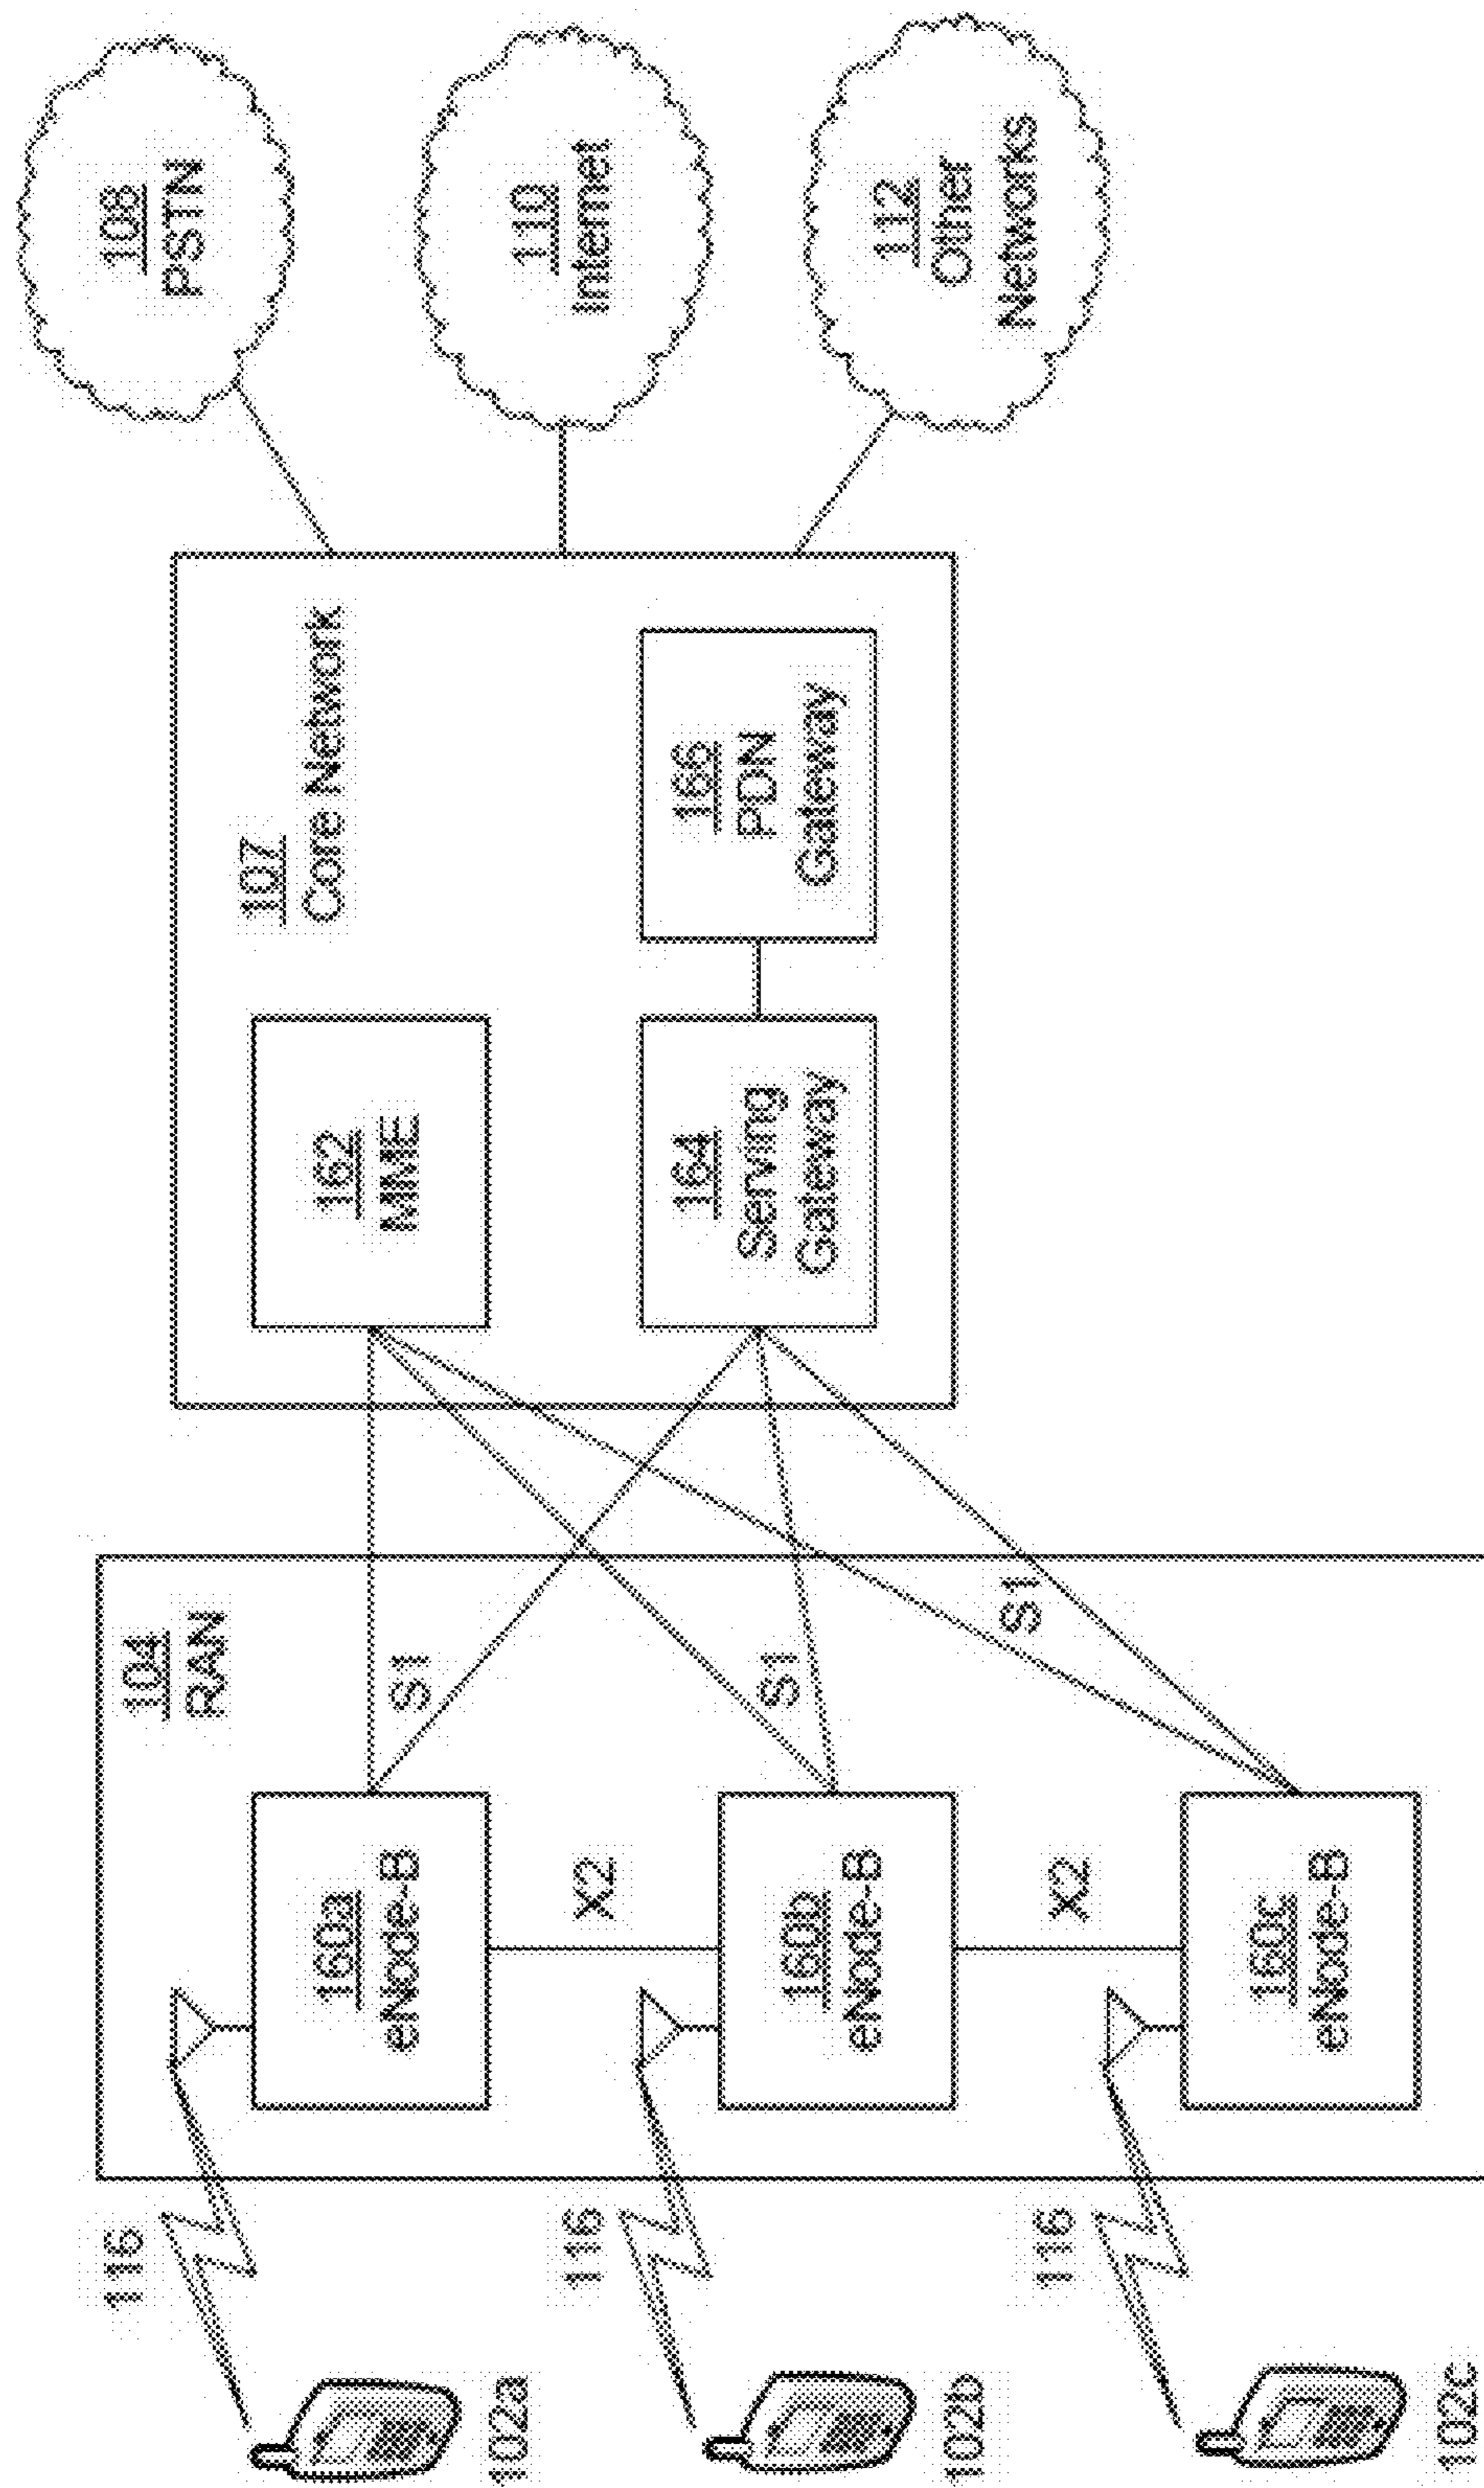 102a
116
160a
eNode-B
104
RAN
S1
X2
102b
116
160b
eNode-B
S1
X2
102c
116
160c
eNode-B
S1
162
MME
107
Core Network
164
Serving
Gateway
166
PDN
Gateway
108
PSTN
110
Internet
112
Other
Networks